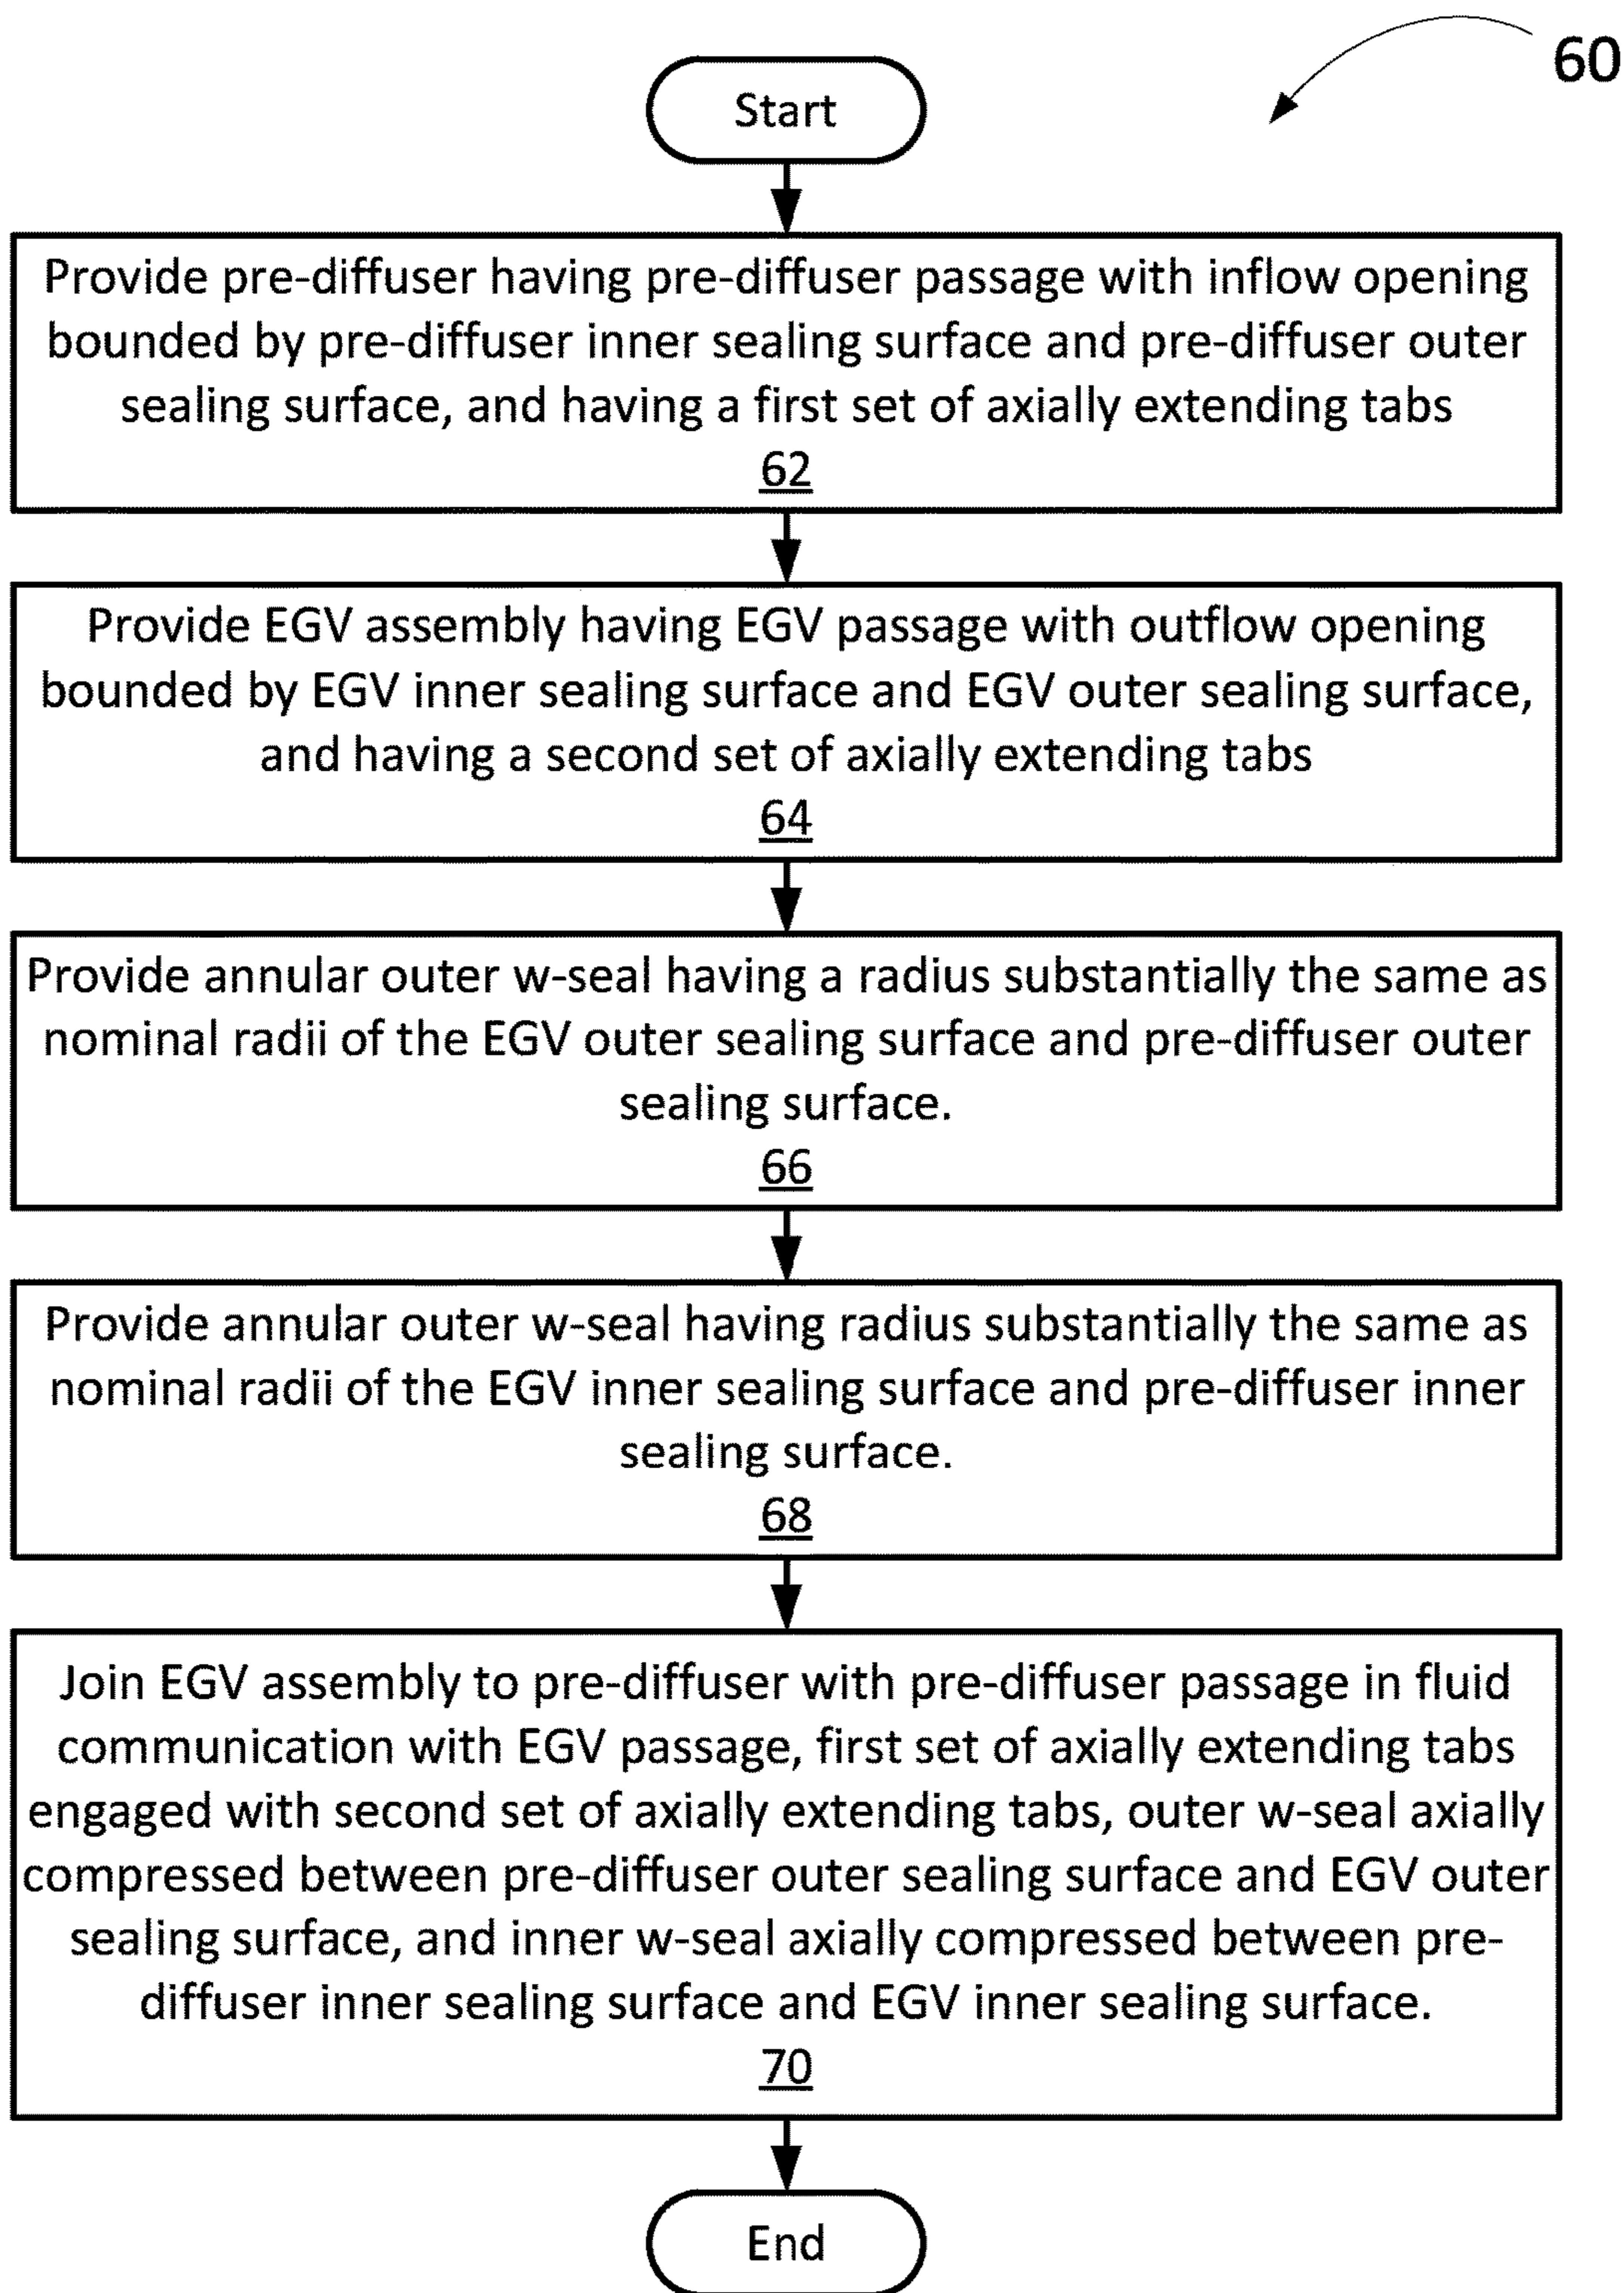 60
Start
Provide pre-diffuser having pre-diffuser passage with inflow opening
bounded by pre-diffuser inner sealing surface and pre-diffuser outer
sealing surface, and having a first set of axially extending tabs
62
Provide EGV assembly having EGV passage with outflow opening
bounded by EGV inner sealing surface and EGV outer sealing surface,
and having a second set of axially extending tabs
64
Provide annular outer w-seal having a radius substantially the same as
nominal radii of the EGV outer sealing surface and pre-diffuser outer
sealing surface.
66
Provide annular outer w-seal having radius substantially the same as
nominal radii of the EGV inner sealing surface and pre-diffuser inner
sealing surface.
68
Join EGV assembly to pre-diffuser with pre-diffuser passage in fluid
communication with EGV passage, first set of axially extending tabs
engaged with second set of axially extending tabs, outer w-seal axially
compressed between pre-diffuser outer sealing surface and EGV outer
sealing surface, and inner w-seal axially compressed between pre-
diffuser inner sealing surface and EGV inner sealing surface.
70
End